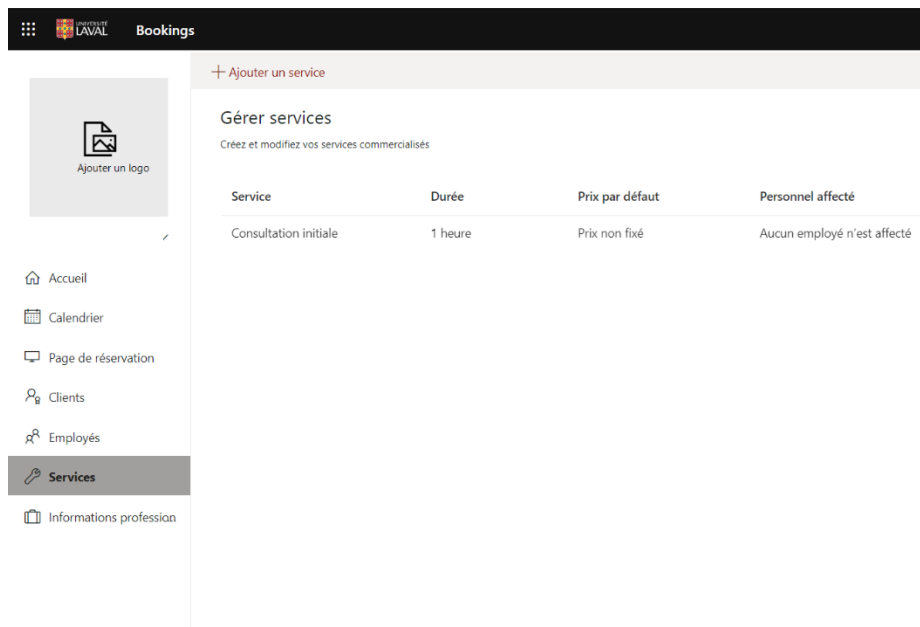 UNIVERSITÉ
LAVAL
Bookings
+ Ajouter un service
Ajouter un logo
Gérer services
Créez et modifiez vos services commercialisés
Service Durée Prix par défaut Personnel affecté
Consultation initiale 1 heure Prix non fixé Aucun employé n'est affecté
Accueil
Calendrier
Page de réservation
Clients
Employés
Services
Informations profession